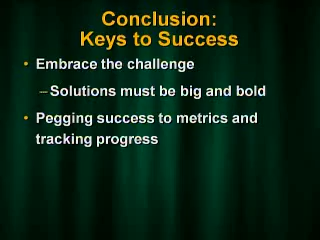 Conclusion:
Keys to Success
• Embrace the challenge
– Solutions must be big and bold
• Pegging success to metrics and
tracking progress